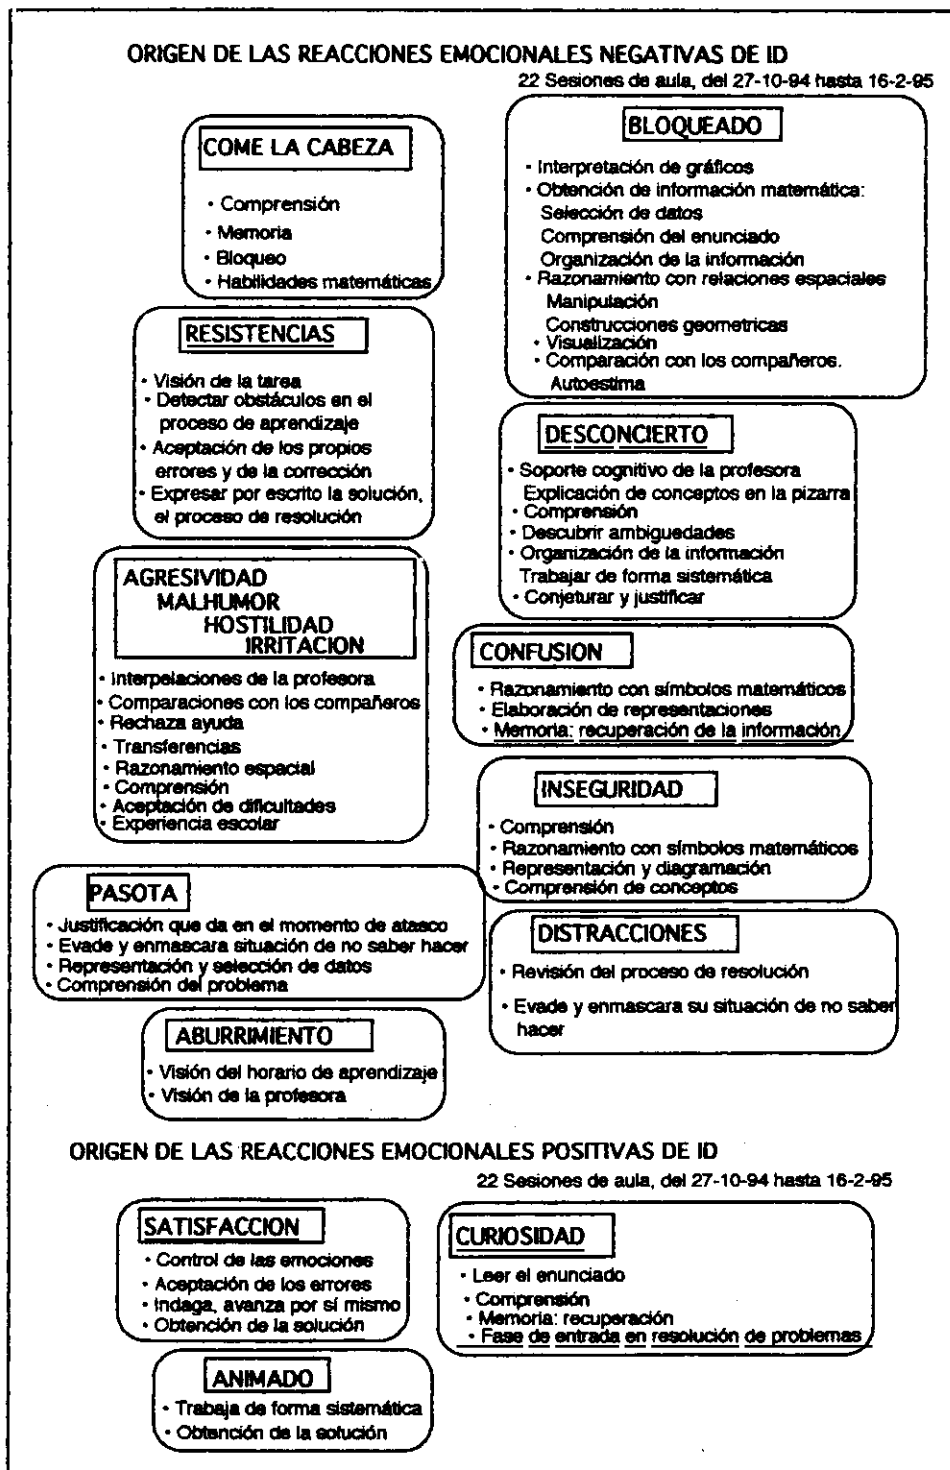 ORIGEN DE LAS REACCIONES EMOCIONALES NEGATIVAS DE ID
22 Sesiones de aula, del 27-10-94 hasta 16-2-95
COME LA CABEZA
• Comprensión
• Memoria
• Bloqueo
• Habilidades matemáticas
BLOQUEADO
• Interpretación de gráficos
• Obtención de información matemática:
Selección de datos
Comprensión del enunciado
Organización de la información
• Razonamiento con relaciones espaciales
Manipulación
Construcciones geometricas
• Visualización
• Comparación con los compañeros.
Autoestima
RESISTENCIAS
• Visión de la tarea
• Detectar obstáculos en el
proceso de aprendizaje
• Aceptación de los propios
errores y de la corrección
• Expresar por escrito la solución,
el proceso de resolución
DESCONCIERTO
• Soporte cognitivo de la profesora
Explicación de conceptos en la pizarra
• Comprensión
• Descubrir ambiguedades
• Organización de la información
Trabajar de forma sistemática
• Conjeturar y justificar
AGRESIVIDAD
MALHUMOR
HOSTILIDAD
IRRITACION
• Interpelaciones de la profesora
• Comparaciones con los compañeros
• Rechaza ayuda
• Transferencias
• Razonamiento espacial
• Comprensión
• Aceptación de dificultades
• Experiencia escolar
CONFUSION
• Razonamiento con símbolos matemáticos
• Elaboración de representaciones
• Memoria: recuperación de la información
INSEGURIDAD
• Comprensión
• Razonamiento con símbolos matemáticos
• Representación y diagramación
• Comprensión de conceptos
PASOTA
• Justificación que da en el momento de atasco
• Evade y enmascara situación de no saber hacer
• Representación y selección de datos
• Comprensión del problema
DISTRACCIONES
• Revisión del proceso de resolución
• Evade y enmascara su situación de no saber
hacer
ABURRIMIENTO
• Visión del horario de aprendizaje
• Visión de la profesora
ORIGEN DE LAS REACCIONES EMOCIONALES POSITIVAS DE ID
22 Sesiones de aula, del 27-10-94 hasta 16-2-95
SATISFACCION
• Control de las emociones
• Aceptación de los errores
• Indaga, avanza por sí mismo
• Obtención de la solución
CURIOSIDAD
• Leer el enunciado
• Comprensión
• Memoria: recuperación
• Fase de entrada en resolución de problemas
ANIMADO
• Trabaja de forma sistemática
• Obtención de la solución